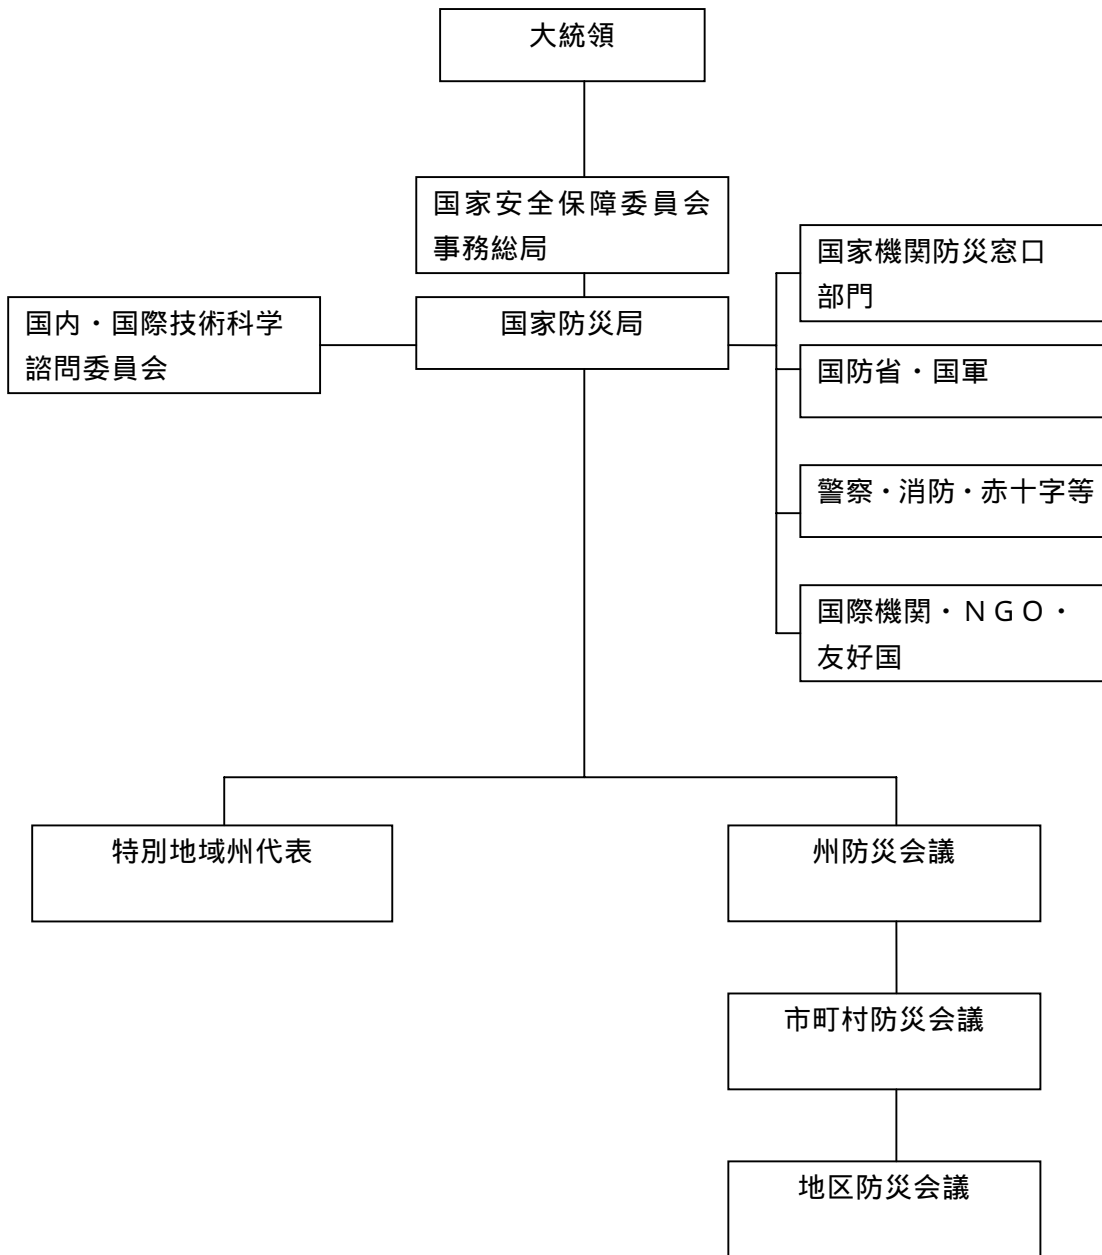 大統領
国家安全保障委員会
事務総局
国家機関防災窓口
部門
国内・国際技術科学
諮問委員会
国家防災局
国防省・国軍
警察・消防・赤十字等
国際機関・ＮＧＯ・
友好国
特別地域州代表
州防災会議
市町村防災会議
地区防災会議